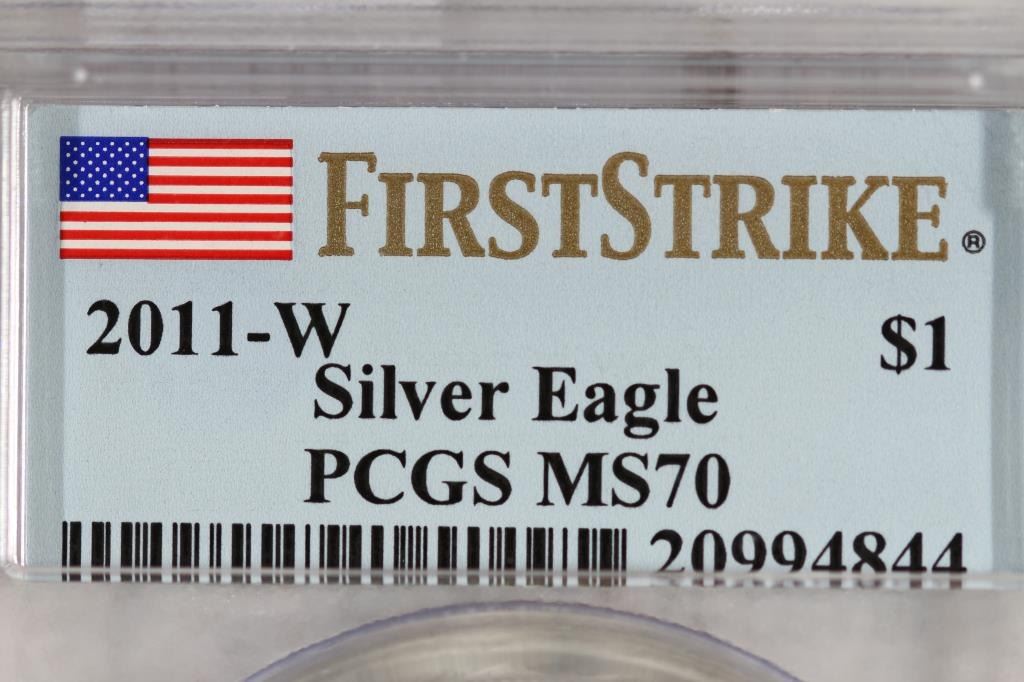 FIRSTSTRIKE®
2011-W $1
Silver Eagle
PCGS MS70
20994844